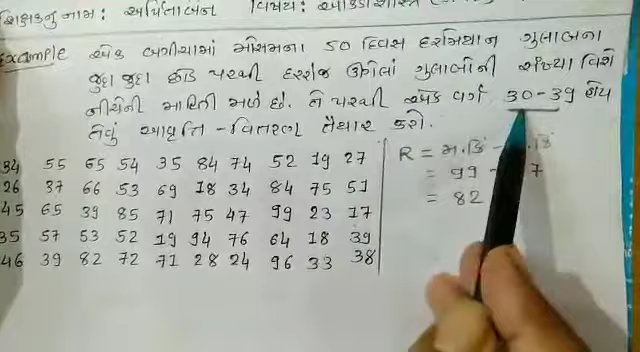 શિક્ષકનું નામ : અર્પિતાબેન વિષય : આંકડાશાસ્ત્ર
Example એક બગીચામાં મોસમના 50 દિવસ દરમિયાન ગુલાબના
જુદા જુદા છોડ પરથી દરરોજ ઉગેલાં ગુલાબોની સંખ્યા વિશે
નીચેની માહિતી મળે છે. તે પરથી એક વર્ગ 30-39 હોય
તેવું આવૃત્તિ-વિતરણ તૈયાર કરો.
34 55 65 54 35 84 74 52 19 27
26 37 66 53 69 18 34 84 75 51
45 65 39 85 71 75 47 99 23 17
35 57 53 52 19 94 76 64 18 39
46 39 82 72 71 28 24 96 33 38
R = મ.કિં - .કિં
= 99 - 7
= 82